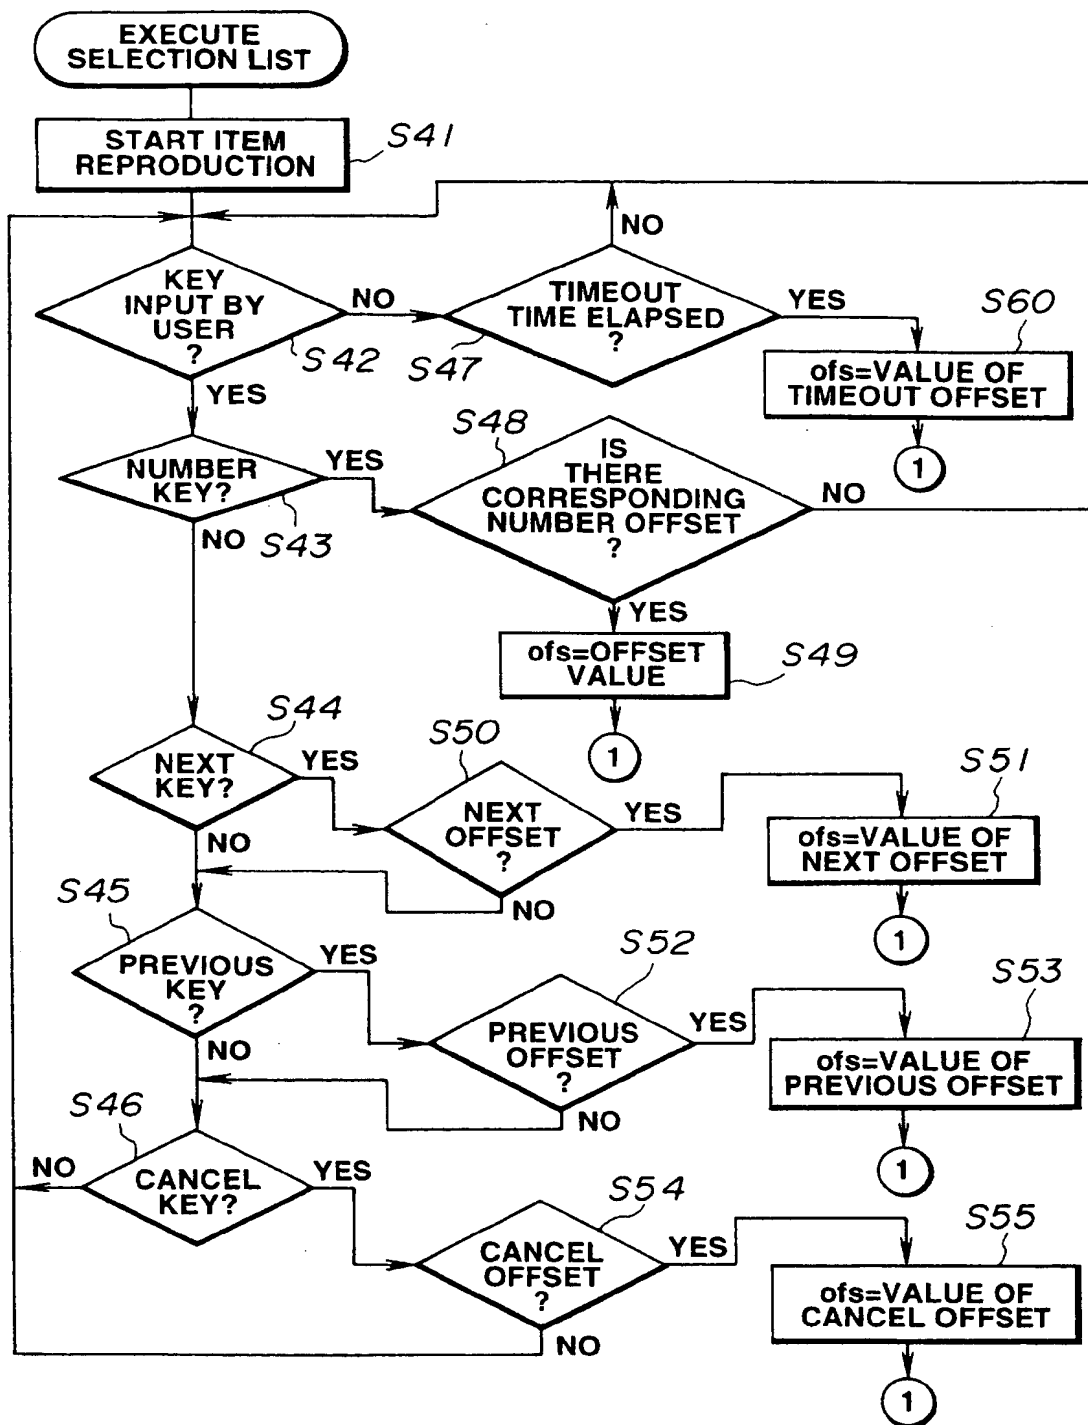 EXECUTE
SELECTION LIST
START ITEM
REPRODUCTION
S41
KEY
INPUT BY
USER
?
S42
NO
YES
TIMEOUT
TIME ELAPSED
?
S47
NO
YES
S60
ofs=VALUE OF
TIMEOUT OFFSET
1
NUMBER
KEY?
S43
YES
NO
S48
IS
THERE
CORRESPONDING
NUMBER OFFSET
?
NO
YES
ofs=OFFSET
VALUE
S49
1
S44
NEXT
KEY?
YES
NO
S50
NEXT
OFFSET
?
YES
NO
S51
ofs=VALUE OF
NEXT OFFSET
1
S45
PREVIOUS
KEY
?
YES
NO
S52
PREVIOUS
OFFSET
?
YES
NO
S53
ofs=VALUE OF
PREVIOUS OFFSET
1
S46
CANCEL
KEY?
NO
YES
S54
CANCEL
OFFSET
?
YES
NO
S55
ofs=VALUE OF
CANCEL OFFSET
1